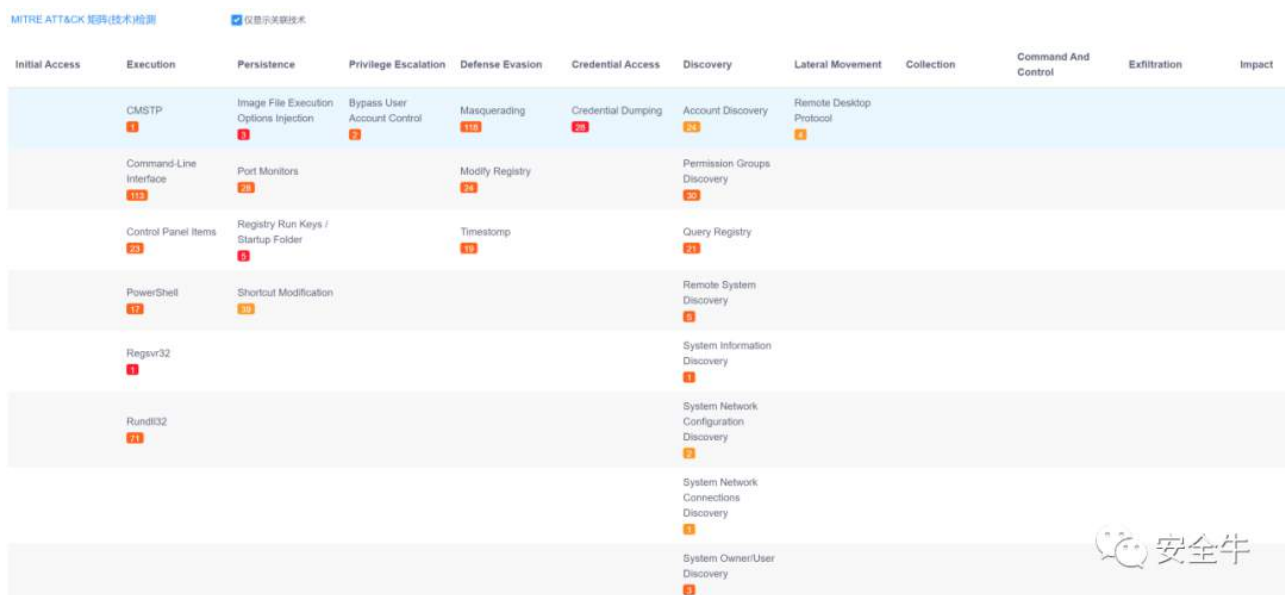 MITRE ATT&CK 矩阵(技术)检测
仅显示关联技术
Initial Access Execution Persistence Privilege Escalation Defense Evasion Credential Access Discovery Lateral Movement Collection Command And Control Exfiltration Impact
CMSTP
1
Image File Execution
Options Injection
3
Bypass User
Account Control
2
Masquerading
118
Credential Dumping
26
Account Discovery
24
Remote Desktop
Protocol
4
Command-Line
Interface
113
Port Monitors
28
Modify Registry
24
Permission Groups
Discovery
30
Control Panel Items
23
Registry Run Keys /
Startup Folder
5
Timestomp
19
Query Registry
21
PowerShell
17
Shortcut Modification
39
Remote System
Discovery
5
Regsvr32
1
System Information
Discovery
1
Rundll32
71
System Network
Configuration
Discovery
2
System Network
Connections
Discovery
1
System Owner/User
Discovery
3
安全牛